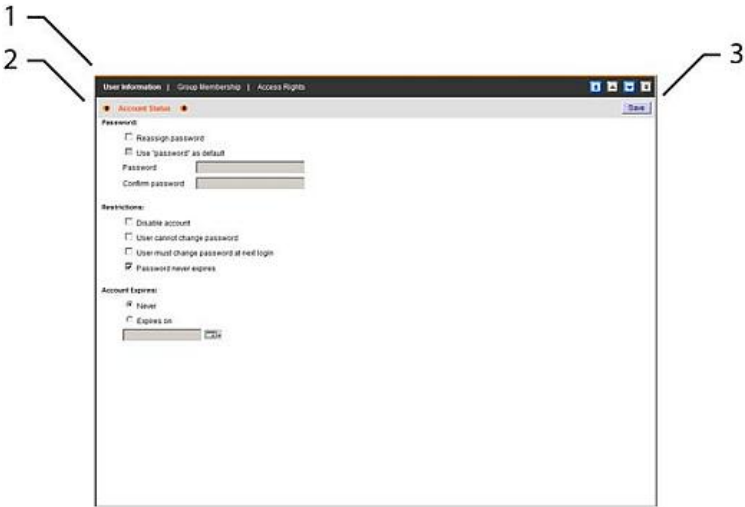 1
2
3
User Information | Group Membership | Access Rights
Account Status
Save
Password:
Reassign password
Use "password" as default
Password
Confirm password
Restrictions:
Disable account
User cannot change password
User must change password at next login
Password never expires
Account Expires:
Never
Expires on